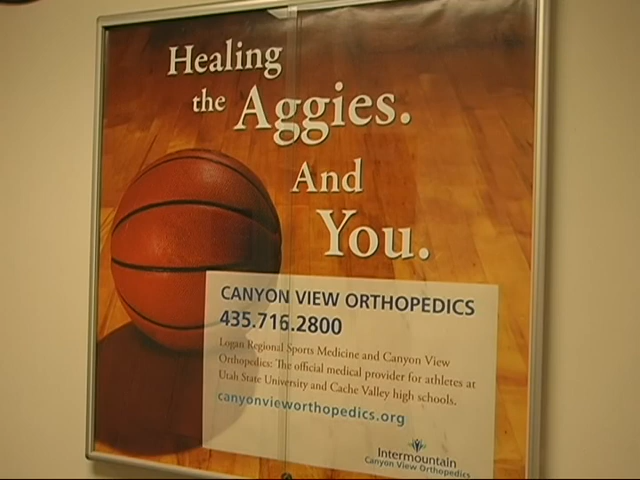 Healing
the Aggies.
And
You.
CANYON VIEW ORTHOPEDICS
435.716.2800
Logan Regional Sports Medicine and Canyon View
Orthopedics: The official medical provider for athletes at
Utah State University and Cache Valley high schools.
canyonvieworthopedics.org
Intermountain
Canyon View Orthopedics